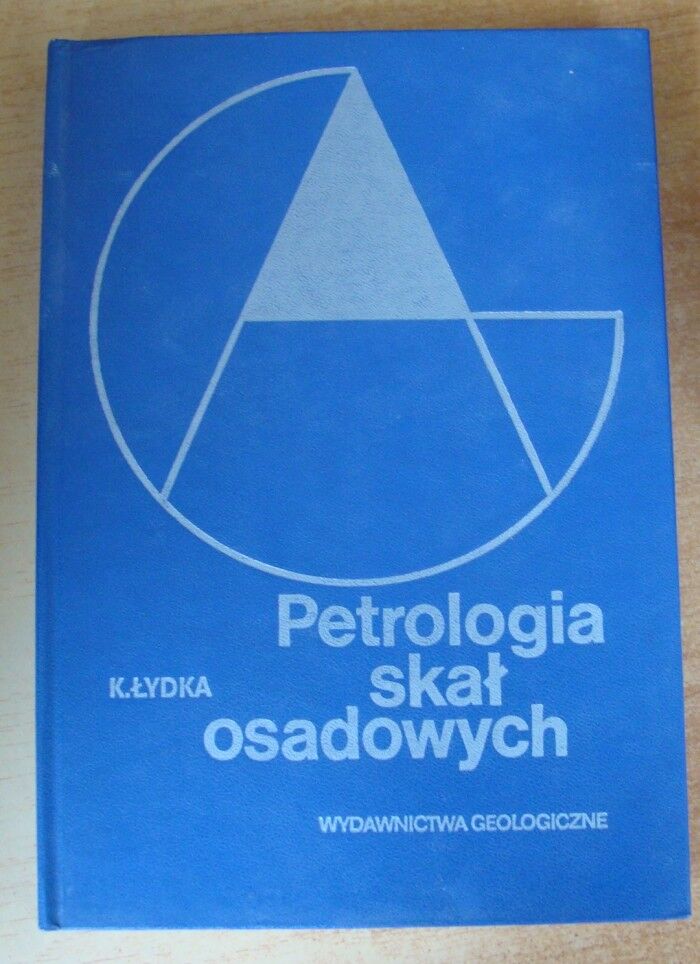 Petrologia
skał
K.ŁYDKA
osadowych
WYDAWNICTWA GEOLOGICZNE